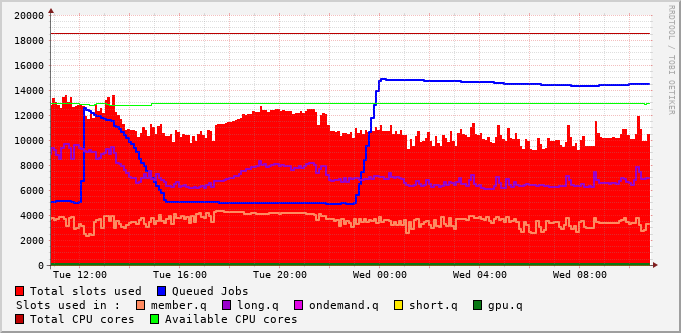 20000
18000
16000
14000
12000
10000
8000
6000
4000
2000
0
Tue 12:00 Tue 16:00 Tue 20:00 Wed 00:00 Wed 04:00 Wed 08:00
Total slots used Queued Jobs
Slots used in : member.q long.q ondemand.q short.q gpu.q
Total CPU cores Available CPU cores
RRDTOOL / TOBI OETIKER